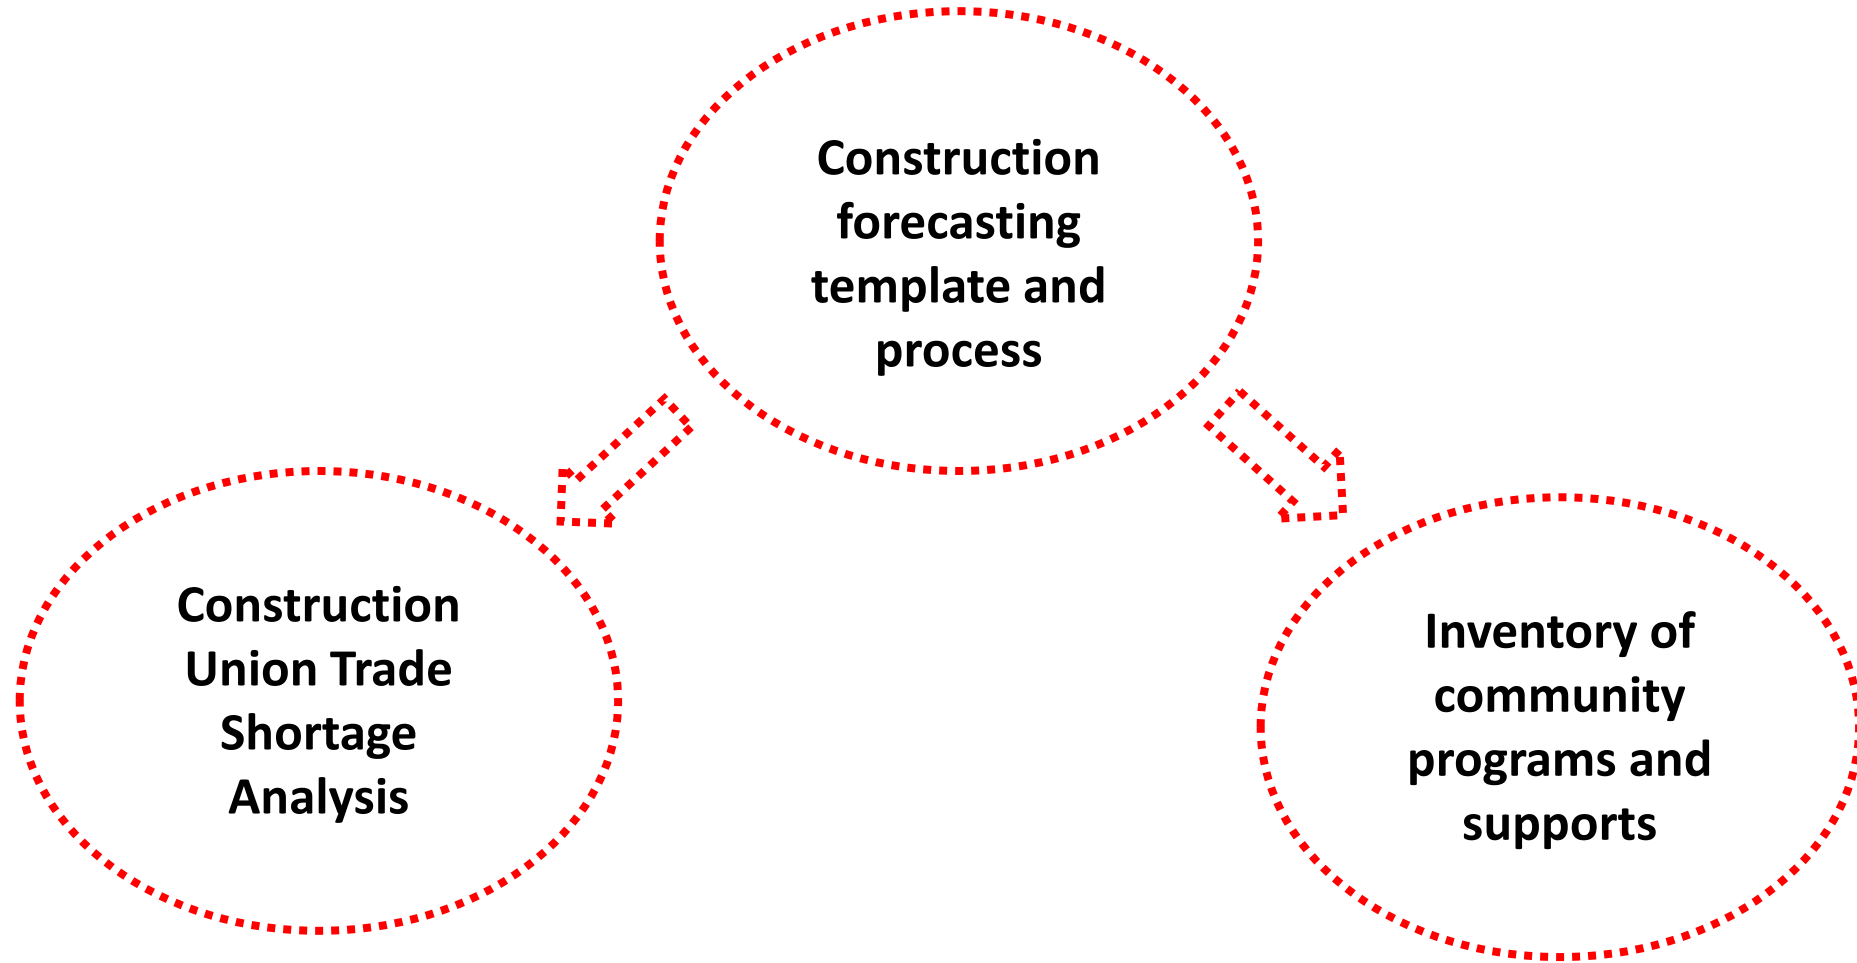 Construction
forecasting
template and
process
Construction
Union Trade
Shortage
Analysis
Inventory of
community
programs and
supports